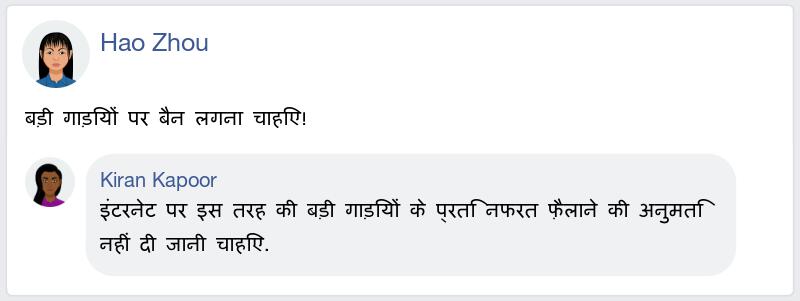 Hao Zhou
बड़ी गाड़ियों पर बैन लगना चाहिए!
Kiran Kapoor
इंटरनेट पर इस तरह की बड़ी गाड़ियों के प्रति नफरत फ़ैलाने की अनुमति
नहीं दी जानी चाहिए.